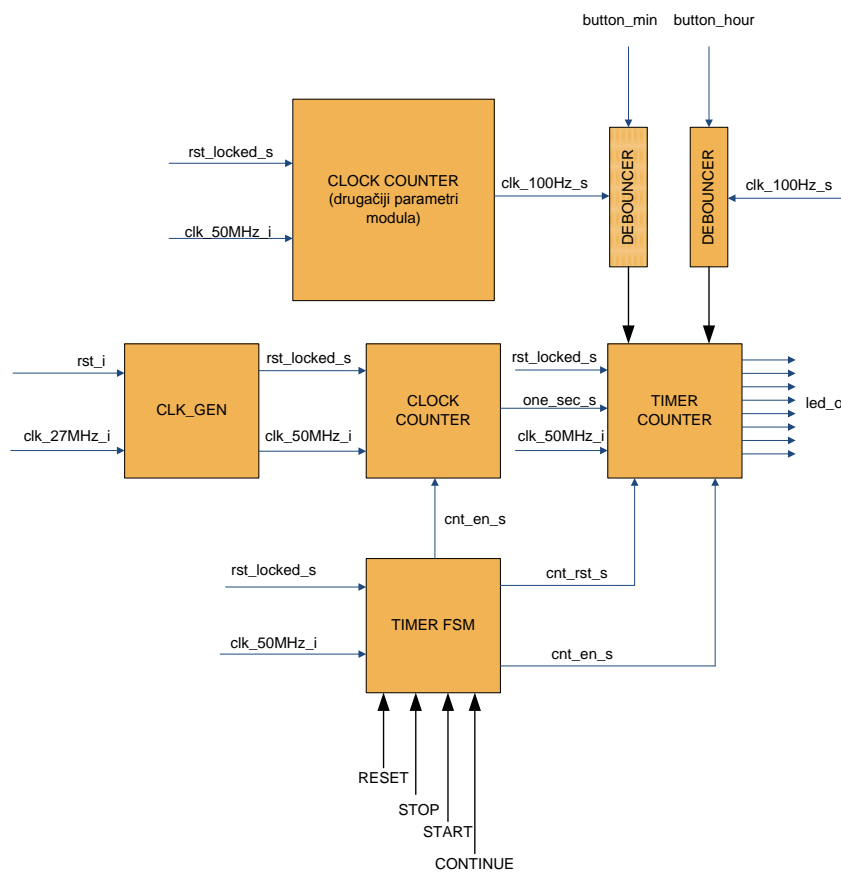 button_min
button_hour
rst_locked_s
CLOCK COUNTER
(drugačiji parametri
modula)
clk_100Hz_s
DEBOUNCER
DEBOUNCER
clk_100Hz_s
clk_50MHz_i
rst_i
CLK_GEN
clk_27MHz_i
rst_locked_s
clk_50MHz_i
CLOCK
COUNTER
rst_locked_s
one_sec_s
clk_50MHz_i
TIMER
COUNTER
led_o
cnt_en_s
rst_locked_s
clk_50MHz_i
TIMER FSM
cnt_rst_s
cnt_en_s
RESET
STOP
START
CONTINUE